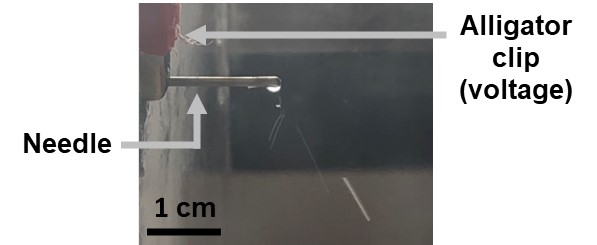 Alligator
clip
(voltage)
Needle
1 cm